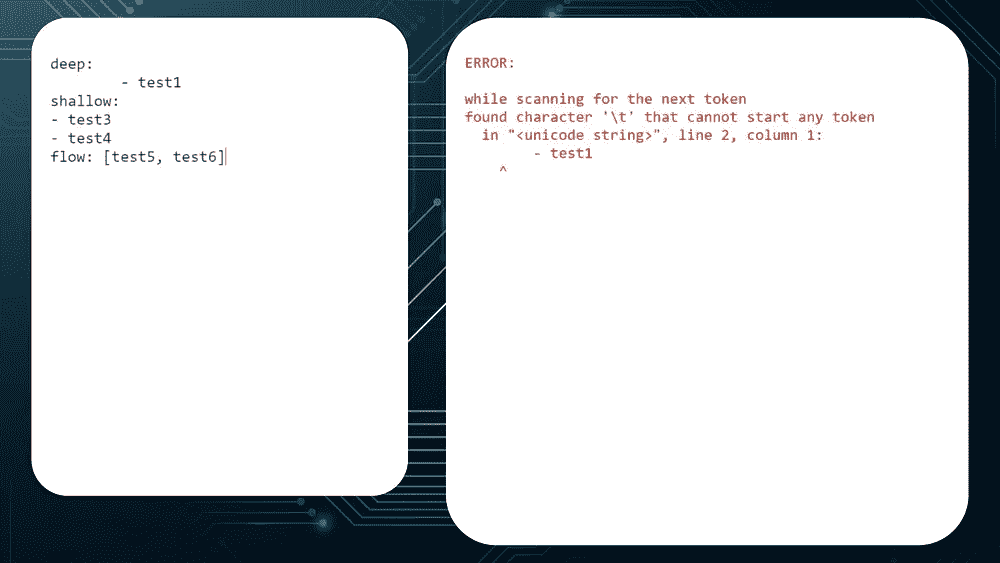 deep:
        - test1
shallow:
- test3
- test4
flow: [test5, test6]
ERROR:
while scanning for the next token
found character '\t' that cannot start any token
  in "<unicode string>", line 2, column 1:
        - test1
    ^